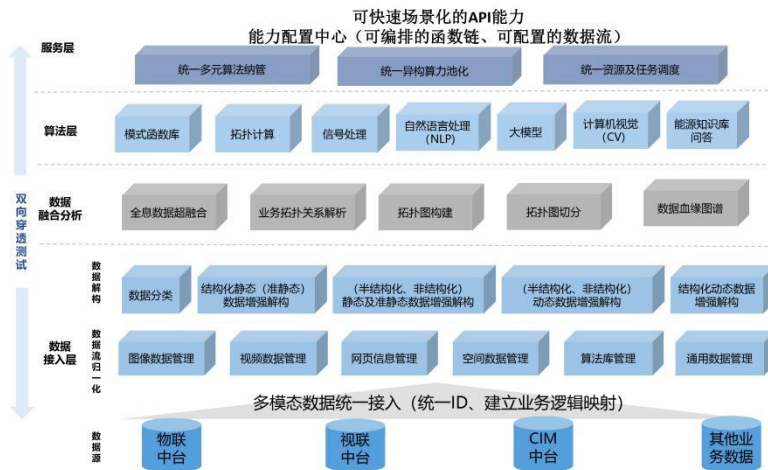 可快速场景化的API能力
能力配置中心（可编排的函数链、可配置的数据流）
服务层
统一多元算法纳管
统一异构算力池化
统一资源及任务调度
算法层
模式函数库
拓扑计算
信号处理
自然语言处理
（NLP）
大模型
计算机视觉
（CV）
能源知识库
问答
双向穿透测试
数据
融合分析
全息数据超融合
业务拓扑关系解析
拓扑图构建
拓扑图切分
数据血缘图谱
数据解构
数据分类
结构化静态（准静态）
数据增强解构
（半结构化、非结构化）
静态及准静态数据增强解构
（半结构化、非结构化）
动态数据增强解构
结构化动态数据
增强解构
数据
接入层
数据流归一化
图像数据管理
视频数据管理
网页信息管理
空间数据管理
算法库管理
通用数据管理
多模态数据统一接入（统一ID、建立业务逻辑映射）
数据源
物联
中台
视联
中台
CIM
中台
其他业
务数据